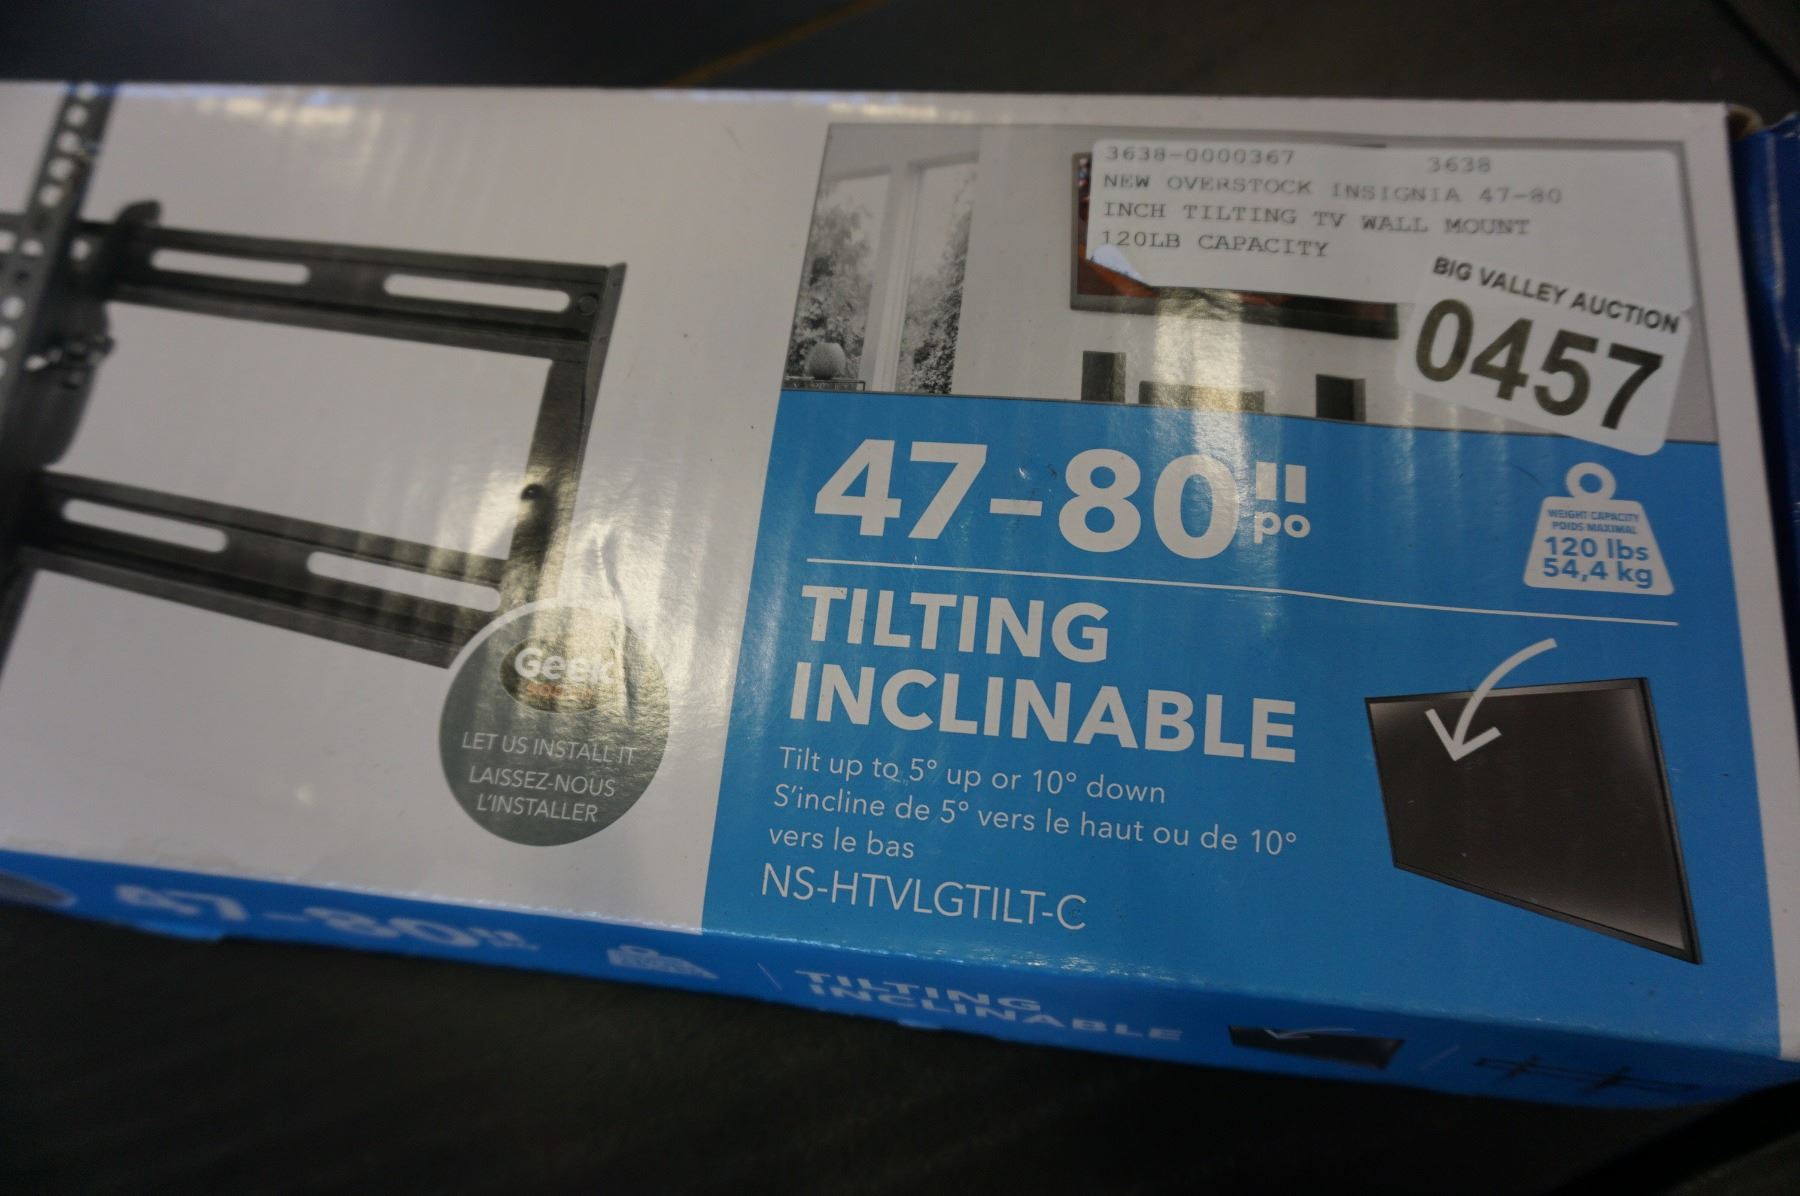 3638-0000367 3638
NEW OVERSTOCK INSIGNIA 47-80
INCH TILTING TV WALL MOUNT
120LB CAPACITY
BIG VALLEY AUCTION
0457
47-80"
po
WEIGHT CAPACITY
POIDS MAXIMAL
120 lbs
54,4 kg
TILTING
INCLINABLE
Tilt up to 5° up or 10° down
S'incline de 5° vers le haut ou de 10°
vers le bas
NS-HTVLGTILT-C
Geek
LET US INSTALL IT
LAISSEZ-NOUS
L'INSTALLER
47-80"
TILTING
INCLINABLE